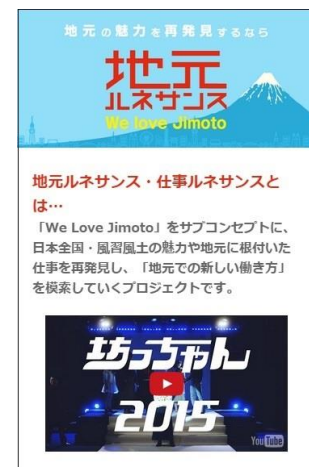 地元の魅力を再発見するなら
地元
ルネサンス
We love Jimoto
地元ルネサンス・仕事ルネサンスと
は…
「We Love Jimoto」をサブコンセプトに、
日本全国・風習風土の魅力や地元に根付いた
仕事を再発見し、「地元での新しい働き方」
を模索していくプロジェクトです。
坊っちゃん
2015
YouTube